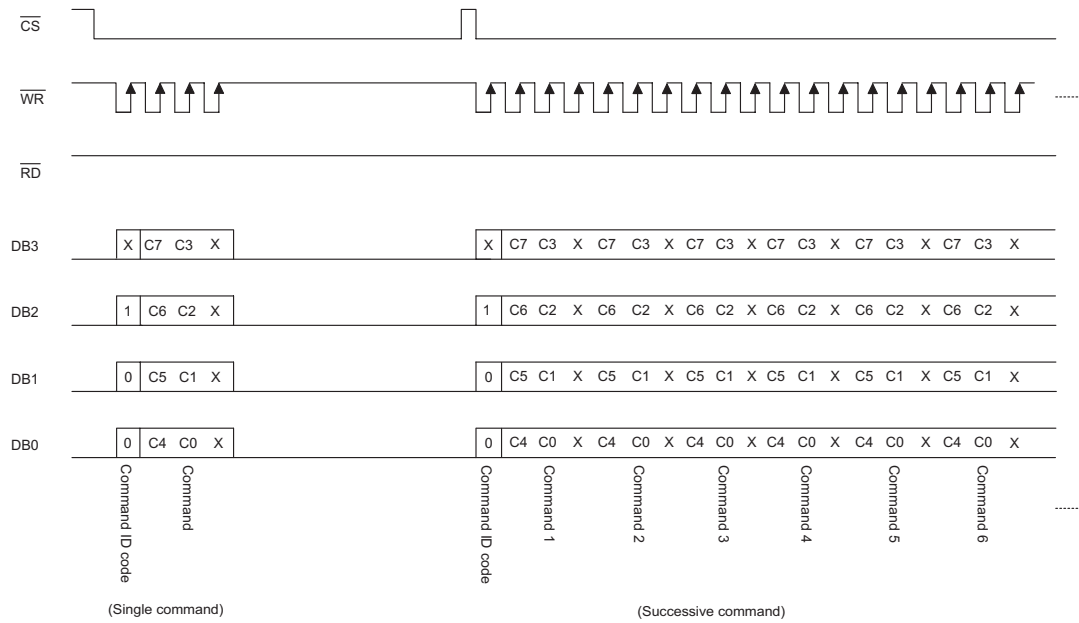 CS
WR
RD
DB3 X C7 C3 X X C7 C3 X C7 C3 X C7 C3 X C7 C3 X C7 C3 X C7 C3 X
DB2 1 C6 C2 X 1 C6 C2 X C6 C2 X C6 C2 X C6 C2 X C6 C2 X C6 C2 X
DB1 0 C5 C1 X 0 C5 C1 X C5 C1 X C5 C1 X C5 C1 X C5 C1 X C5 C1 X
DB0 0 C4 C0 X 0 C4 C0 X C4 C0 X C4 C0 X C4 C0 X C4 C0 X C4 C0 X
Command ID code
Command
Command ID code
Command 1
Command 2
Command 3
Command 4
Command 5
Command 6
(Single command)
(Successive command)